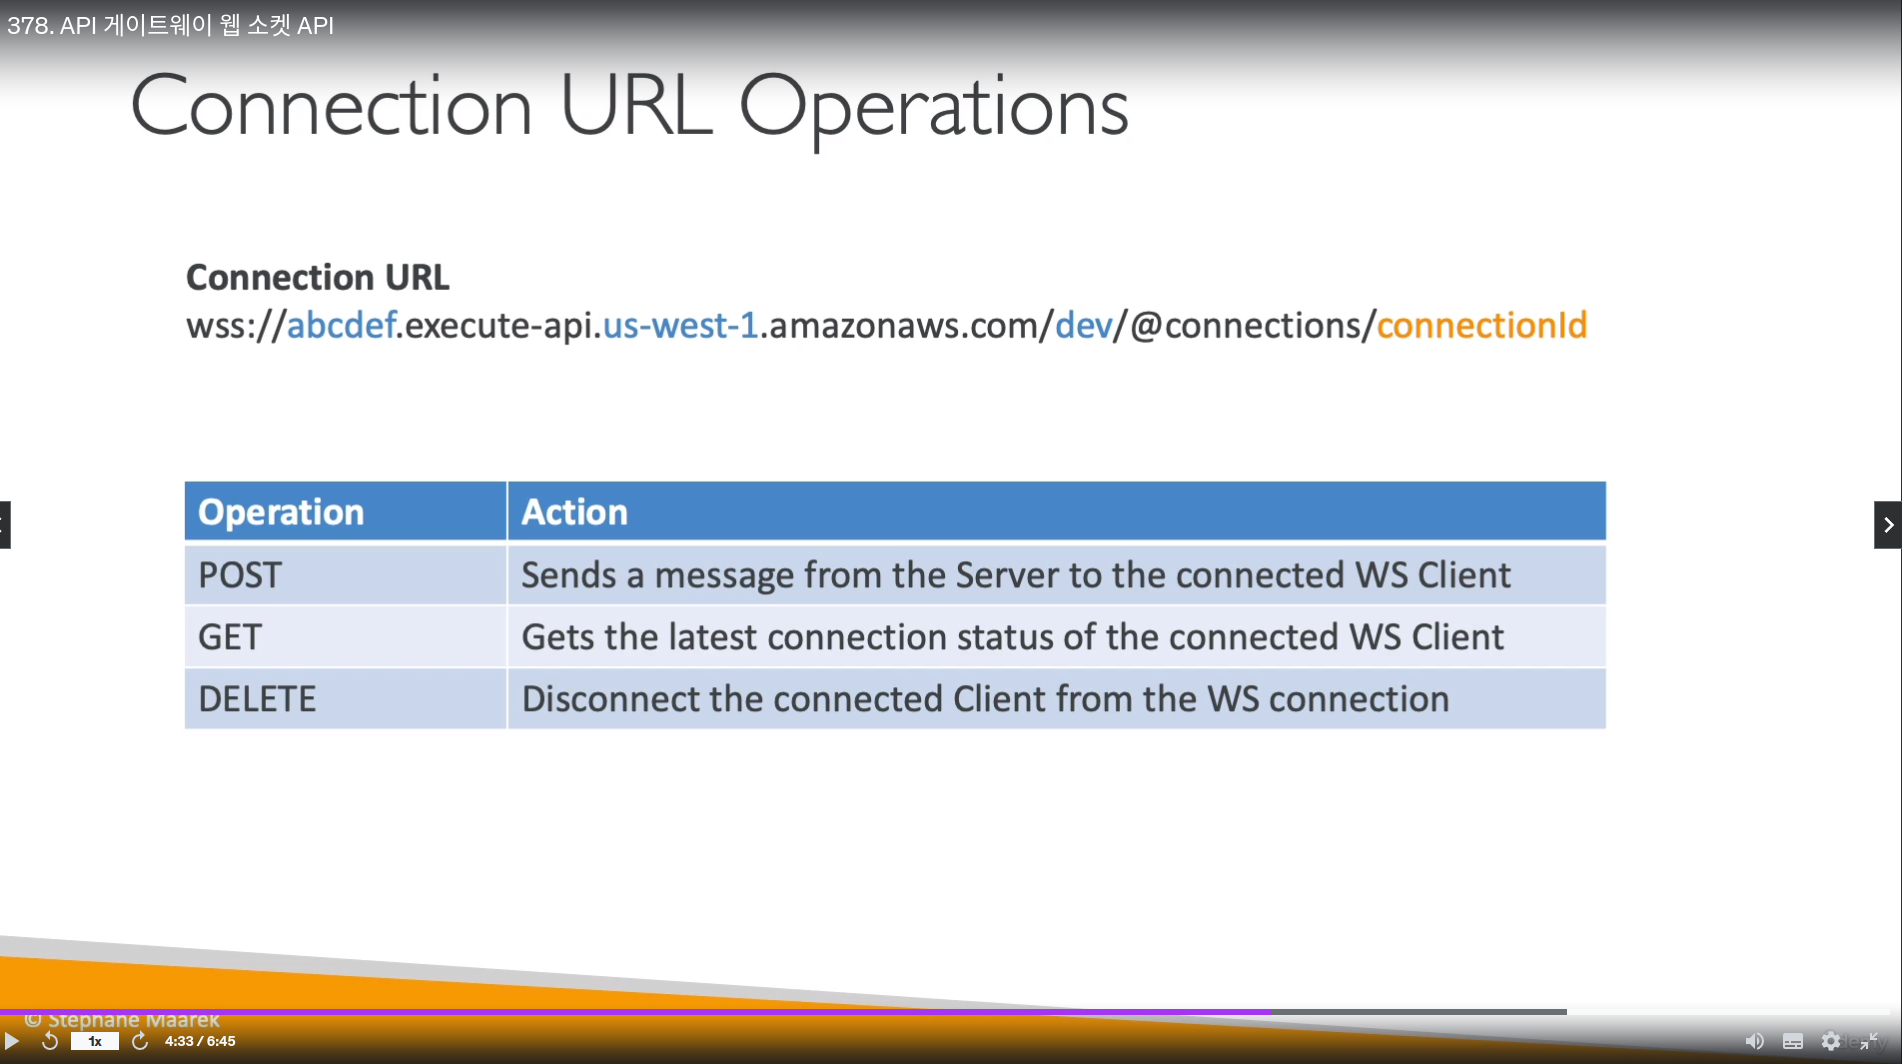 378. API 게이트웨이 웹 소켓 API
Connection URL Operations
Connection URL
wss://abcdef.execute-api.us-west-1.amazonaws.com/dev/@connections/connectionId
Operation Action
POST Sends a message from the Server to the connected WS Client
GET Gets the latest connection status of the connected WS Client
DELETE Disconnect the connected Client from the WS connection
© Stephane Maarek
1x 4:33 / 6:45